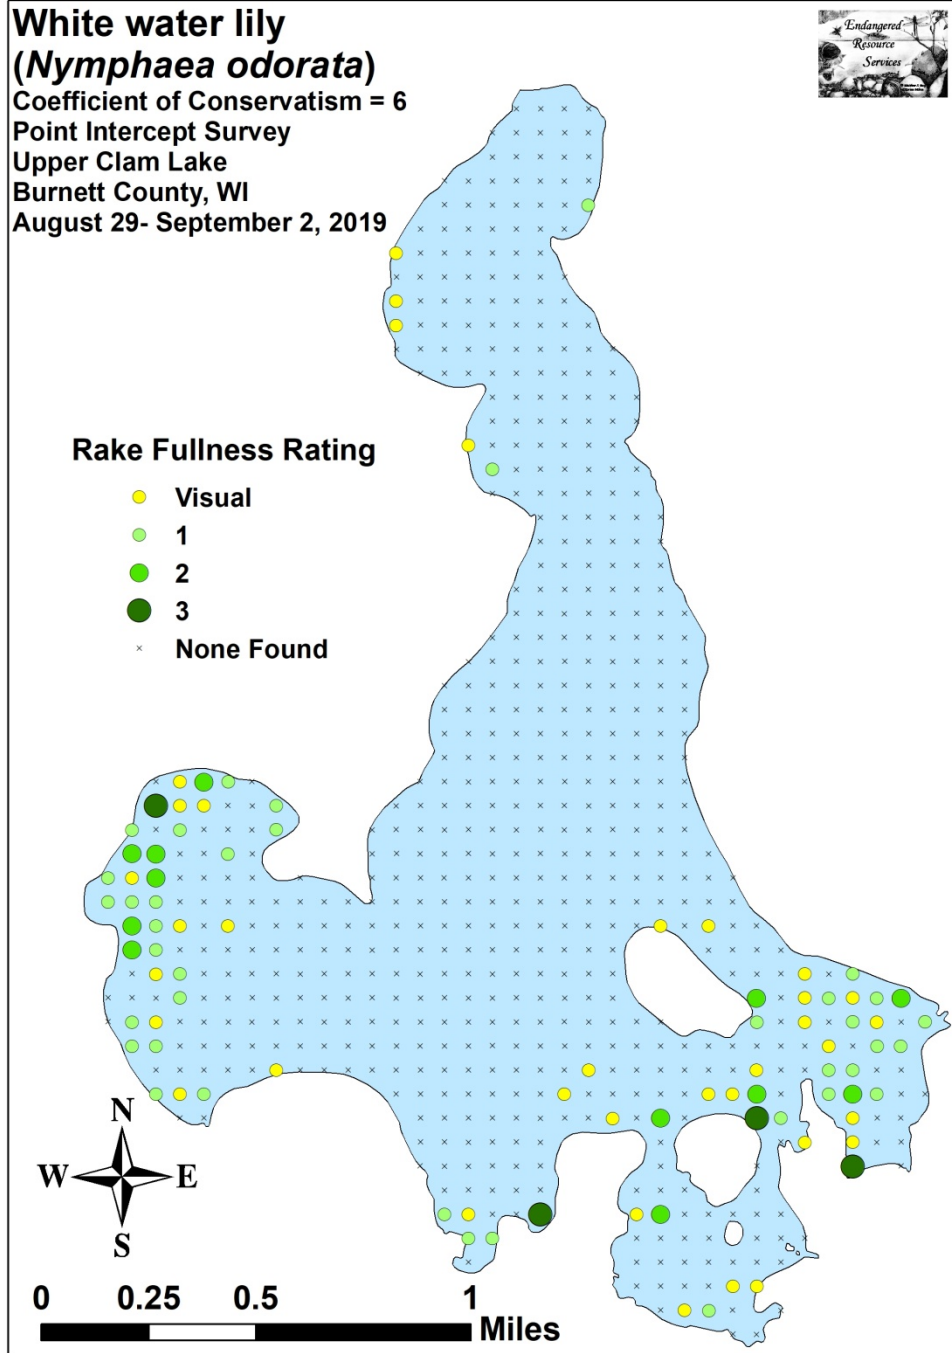 White water lily
(Nymphaea odorata)
Coefficient of Conservatism = 6
Point Intercept Survey
Upper Clam Lake
Burnett County, WI
August 29- September 2, 2019
Endangered
Resource
Services
Rake Fullness Rating
Visual
1
2
3
None Found
N
W E
S
0 0.25 0.5 1
Miles